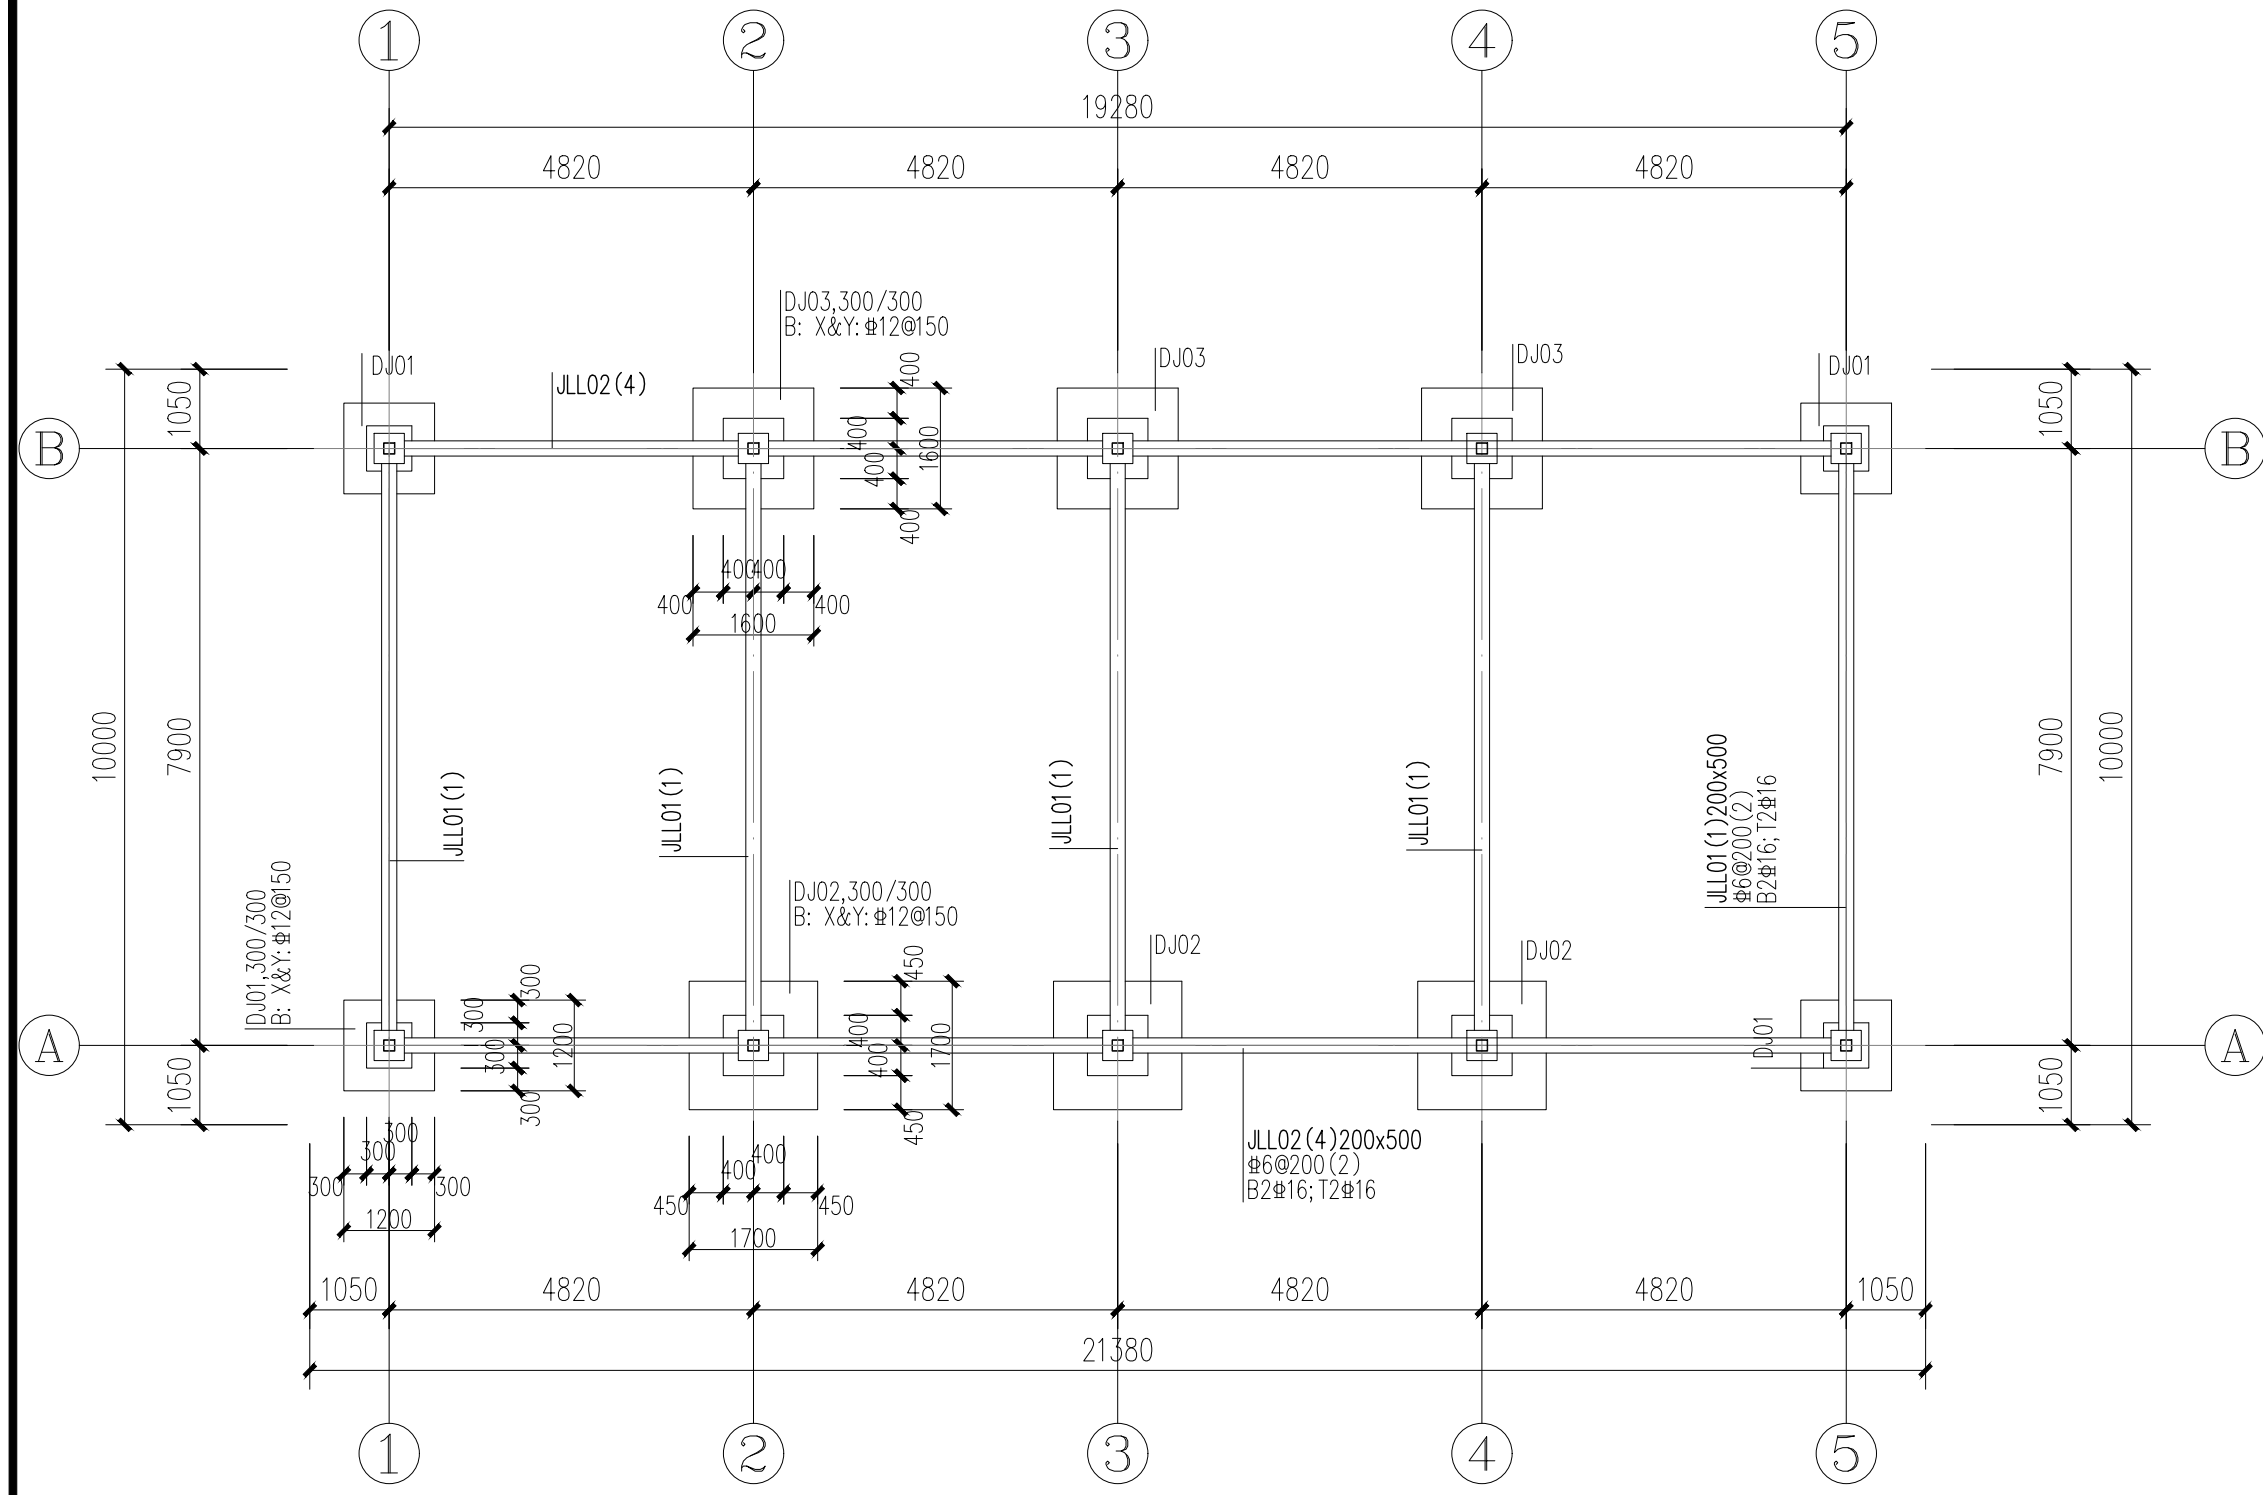 1
2
3
4
5
19280
4820
4820
4820
4820
DJ03,300/300
B: X&Y:⌽12@150
DJ01
JLL02(4)
DJ03
DJ03
DJ01
1050
400
400
400
400
1600
1050
B
B
400
400
400
400
1600
10000
7900
7900
10000
JLL01(1)
JLL01(1)
JLL01(1)
JLL01(1)
JLL01(1)200x500
⌽6@200(2)
B2⌽16;T2⌽16
DJ01,300/300
B: X&Y:⌽12@150
DJ02,300/300
B: X&Y:⌽12@150
DJ02
DJ02
DJ01
300
300
300
300
1200
450
400
400
450
1700
A
A
1050
1050
300
300
300
300
1200
450
400
400
450
1700
JLL02(4)200x500
⌽6@200(2)
B2⌽16;T2⌽16
1050
4820
4820
4820
4820
1050
21380
1
2
3
4
5